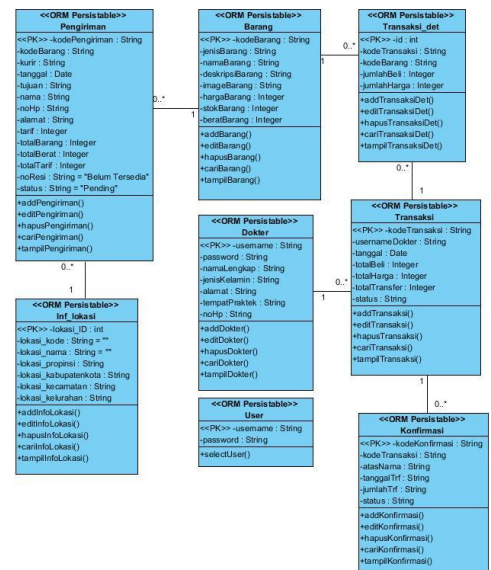 <<ORM Persistable>>
Pengiriman
<<PK>> -kodePengiriman : String
-kodeBarang : String
-kurir : String
-tanggal : Date
-tujuan : String
-nama : String
-noHp : String
-alamat : String
-tarif : Integer
-totalBarang : Integer
-totalBerat : Integer
-totalTarif : Integer
-noResi : String = "Belum Tersedia"
-status : String = "Pending"
+addPengiriman()
+editPengiriman()
+hapusPengiriman()
+cariPengiriman()
+tampilPengiriman()
0..*
1
<<ORM Persistable>>
Barang
<<PK>> -kodeBarang : String
-jenisBarang : String
-namaBarang : String
-deskripsiBarang : String
-imageBarang : String
-hargaBarang : Integer
-stokBarang : Integer
-beratBarang : Integer
+addBarang()
+editBarang()
+hapusBarang()
+cariBarang()
+tampilBarang()
0..*
1
<<ORM Persistable>>
Transaksi_det
<<PK>> -id : int
-kodeTransaksi : String
-kodeBarang : String
-jumlahBeli : Integer
-jumlahHarga : Integer
+addTransaksiDet()
+editTransaksiDet()
+hapusTransaksiDet()
+cariTransaksiDet()
+tampilTransaksiDet()
0..*
1
<<ORM Persistable>>
Transaksi
<<PK>> -kodeTransaksi : String
-usernameDokter : String
-tanggal : Date
-totalBeli : Integer
-totalHarga : Integer
-totalTransfer : Integer
-status : String
+addTransaksi()
+editTransaksi()
+hapusTransaksi()
+cariTransaksi()
+tampilTransaksi()
<<ORM Persistable>>
Dokter
<<PK>> -username : String
-password : String
-namaLengkap : String
-jenisKelamin : String
-alamat : String
-tempatPraktek : String
-noHp : String
+addDokter()
+editDokter()
+hapusDokter()
+cariDokter()
+tampilDokter()
0..*
1
0..*
1
<<ORM Persistable>>
Inf_lokasi
<<PK>> -lokasi_ID : int
-lokasi_kode : String = ""
-lokasi_nama : String = ""
-lokasi_propinsi : String
-lokasi_kabupatenkota : String
-lokasi_kecamatan : String
-lokasi_kelurahan : String
+addInfoLokasi()
+editInfoLokasi()
+hapusInfoLokasi()
+cariInfoLokasi()
+tampilInfoLokasi()
<<ORM Persistable>>
User
<<PK>> -username : String
-password : String
+selectUser()
1
0..*
<<ORM Persistable>>
Konfirmasi
<<PK>> -kodeKonfirmasi : String
-kodeTransaksi : String
-atasNama : String
-tanggalTrf : String
-jumlahTrf : String
-status : String
+addKonfirmasi()
+editKonfirmasi()
+hapusKonfirmasi()
+cariKonfirmasi()
+tampilKonfirmasi()